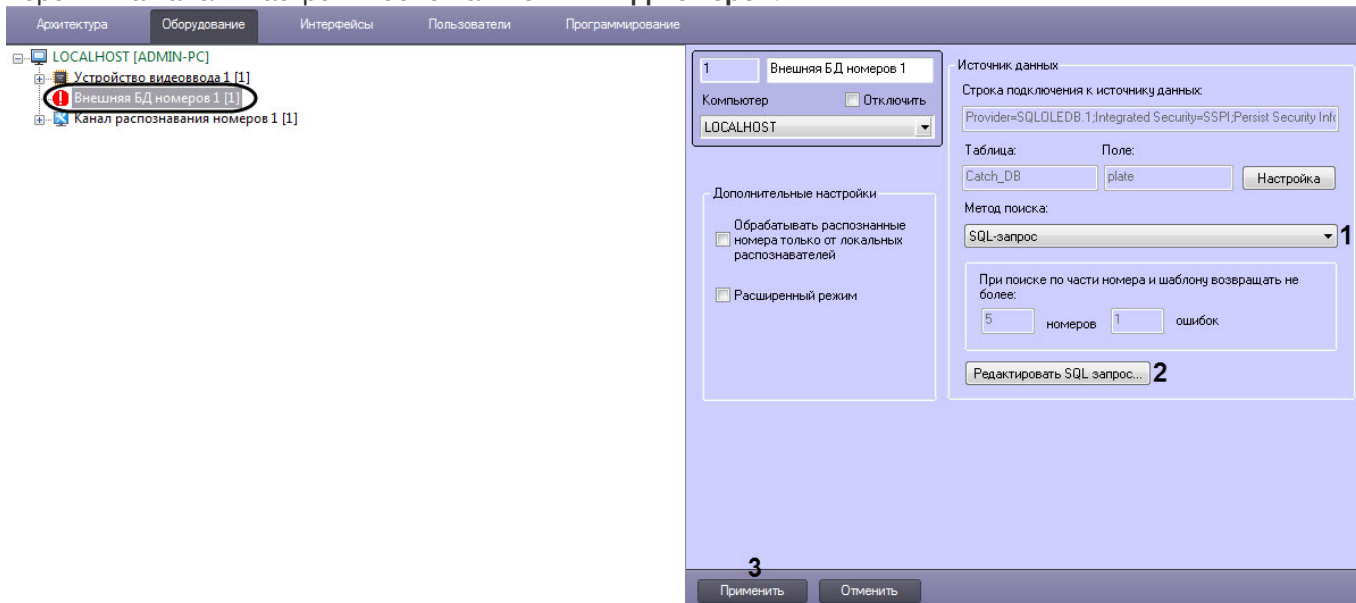 Архитектура Оборудование Интерфейсы Пользователи Программирование
LOCALHOST [ADMIN-PC]
Устройство видеоввода 1 [1]
Внешняя БД номеров 1 [1]
Канал распознавания номеров 1 [1]
1 Внешняя БД номеров 1
Компьютер Отключить
LOCALHOST
Дополнительные настройки
Обрабатывать распознанные
номера только от локальных
распознавателей
Расширенный режим
Источник данных
Строка подключения к источнику данных:
Provider=SQLOLEDB.1;Integrated Security=SSPI;Persist Security Info
Таблица: Поле:
Catch_DB plate Настройка
Метод поиска:
SQL-запрос 1
При поиске по части номера и шаблону возвращать не
более:
5 номеров 1 ошибок
Редактировать SQL запрос... 2
3
Применить Отменить